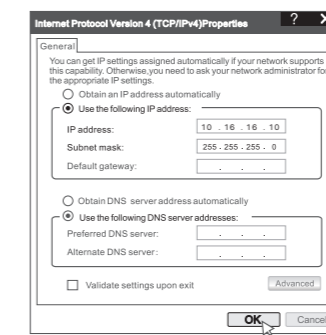 Internet Protocol Version 4 (TCP/IPv4)Properties ? X
General
You can get IP settings assigned automatically if your network supports
this capability. Otherwise,you need to ask your network administrator for
the appropriate IP settings.
Obtain an IP address automatically
Use the following IP address:
IP address: 10 . 16 . 16 . 10
Subnet mask: 255 . 255 . 255 . 0
Default gateway: . . .
Obtain DNS server address automatically
Use the following DNS server addresses:
Preferred DNS server: . . .
Alternate DNS server: . . .
Validate settings upon exit Advanced
OK Cancel